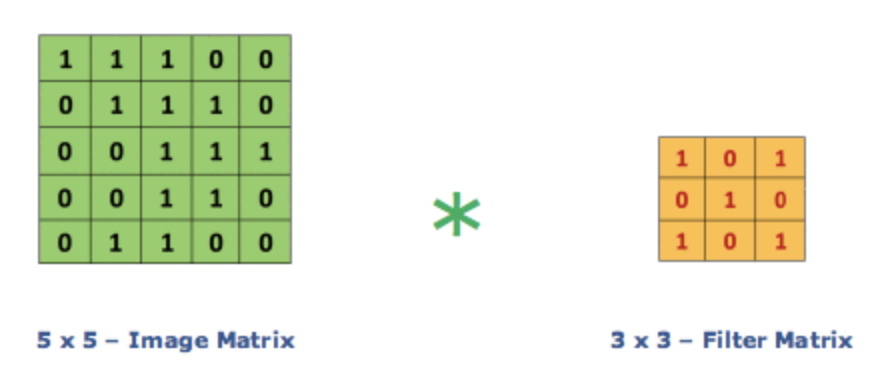 1 1 1 0 0
0 1 1 1 0
0 0 1 1 1
0 0 1 1 0
0 1 1 0 0
*
1 0 1
0 1 0
1 0 1
5 x 5 – Image Matrix
3 x 3 – Filter Matrix